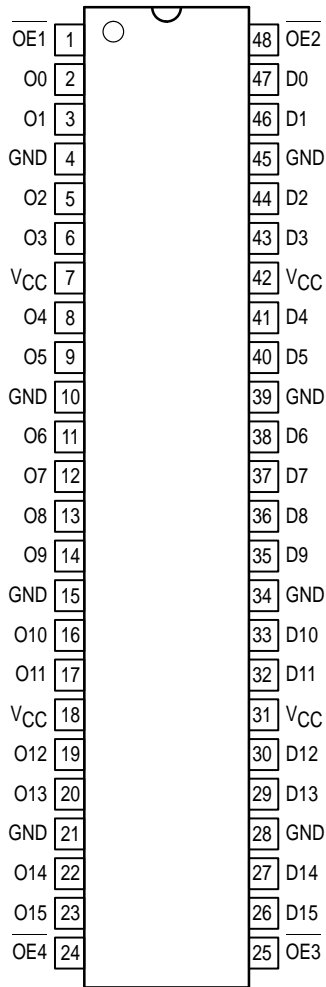 O̅E̅1̅ 1 48 O̅E̅2̅
O0 2 47 D0
O1 3 46 D1
GND 4 45 GND
O2 5 44 D2
O3 6 43 D3
VCC 7 42 VCC
O4 8 41 D4
O5 9 40 D5
GND 10 39 GND
O6 11 38 D6
O7 12 37 D7
O8 13 36 D8
O9 14 35 D9
GND 15 34 GND
O10 16 33 D10
O11 17 32 D11
VCC 18 31 VCC
O12 19 30 D12
O13 20 29 D13
GND 21 28 GND
O14 22 27 D14
O15 23 26 D15
O̅E̅4̅ 24 25 O̅E̅3̅